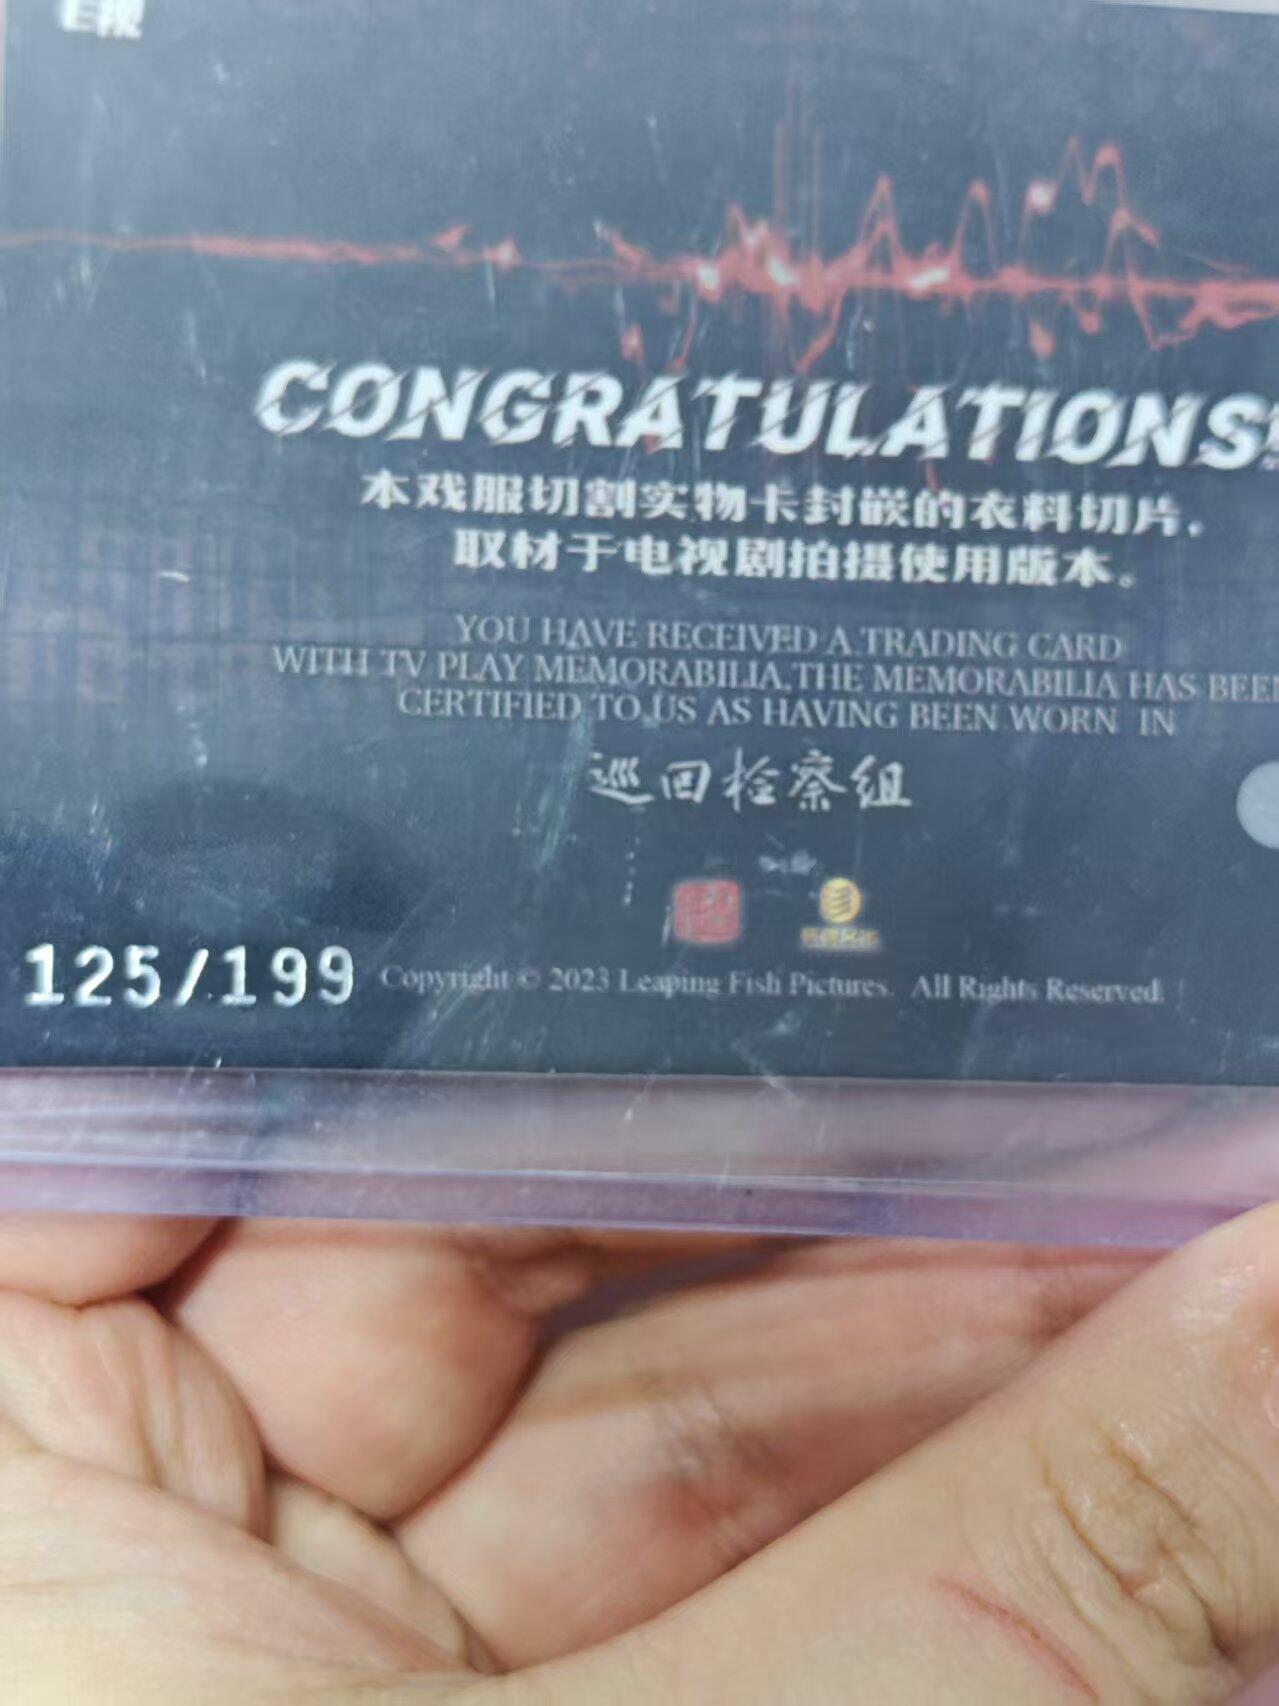 CONGRATULATIONS!
本戏服切割实物卡封嵌的衣料切片，
取材于电视剧拍摄使用版本。
YOU HAVE RECEIVED A TRADING CARD
WITH TV PLAY MEMORABILIA,THE MEMORABILIA HAS BEEN
CERTIFIED TO US AS HAVING BEEN WORN IN
巡回检察组
125/199
Copyright © 2023 Leaping Fish Pictures. All Rights Reserved.